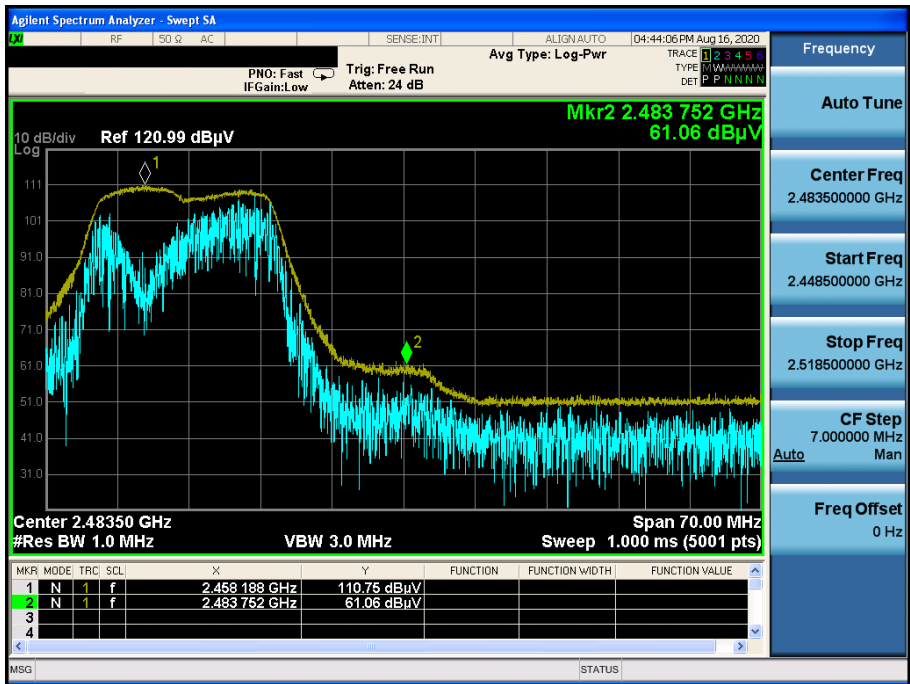 Agilent Spectrum Analyzer - Swept SA
LXI RF 50 Ω AC SENSE:INT ALIGN AUTO 04:44:06 PM Aug 16, 2020
Frequency
Avg Type: Log-Pwr
TRACE 1 2 3 4 5 6
TYPE M W W W W W
DET P P N N N N
PNO: Fast Trig: Free Run
IFGain:Low Atten: 24 dB
Auto Tune
Mkr2 2.483 752 GHz
61.06 dBµV
10 dB/div Ref 120.99 dBµV
Log
1
2
111
101
91.0
81.0
71.0
61.0
51.0
41.0
31.0
Center 2.48350 GHz Span 70.00 MHz
#Res BW 1.0 MHz VBW 3.0 MHz Sweep 1.000 ms (5001 pts)
Center Freq
2.483500000 GHz
Start Freq
2.448500000 GHz
Stop Freq
2.518500000 GHz
CF Step
7.000000 MHz
Auto Man
Freq Offset
0 Hz
MKR MODE TRC SCL X Y FUNCTION FUNCTION WIDTH FUNCTION VALUE
1 N 1 f 2.458 188 GHz 110.75 dBµV
2 N 1 f 2.483 752 GHz 61.06 dBµV
3
4
MSG STATUS